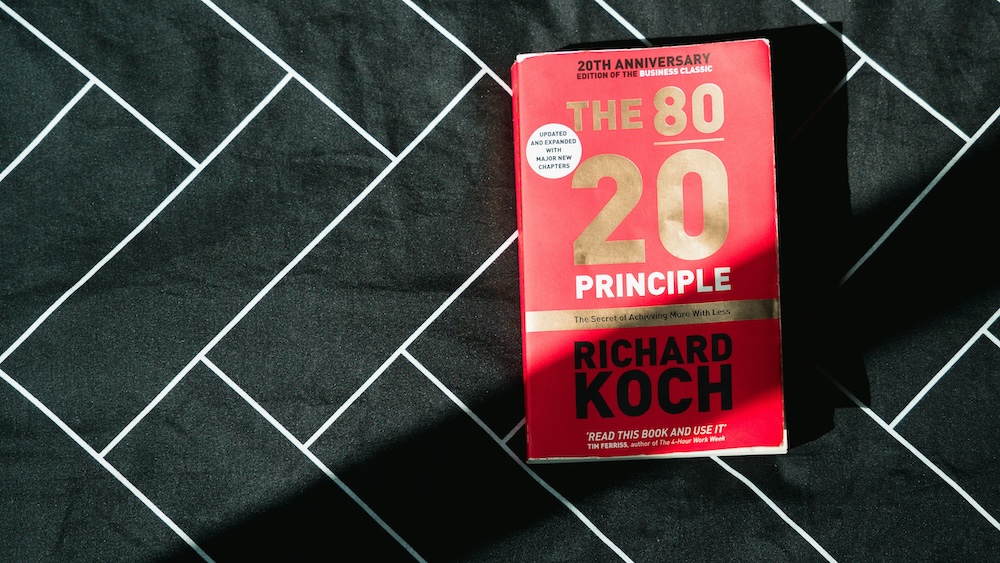 20TH ANNIVERSARY
EDITION OF THE BUSINESS CLASSIC
THE 80
20
UPDATED
AND EXPANDED
WITH
MAJOR NEW
CHAPTERS
PRINCIPLE
The Secret of Achieving More With Less
RICHARD
KOCH
'READ THIS BOOK AND USE IT'
TIM FERRISS, author of The 4-Hour Work Week